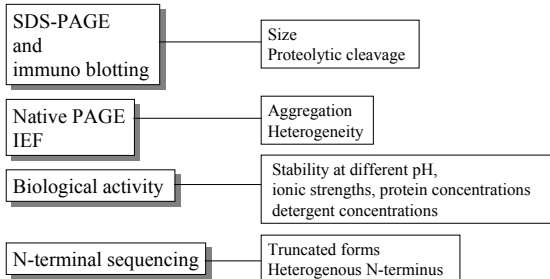 SDS-PAGE
and
immuno blotting
Size
Proteolytic cleavage
Native PAGE
IEF
Aggregation
Heterogeneity
Biological activity
Stability at different pH,
ionic strengths, protein concentrations
detergent concentrations
N-terminal sequencing
Truncated forms
Heterogenous N-terminus